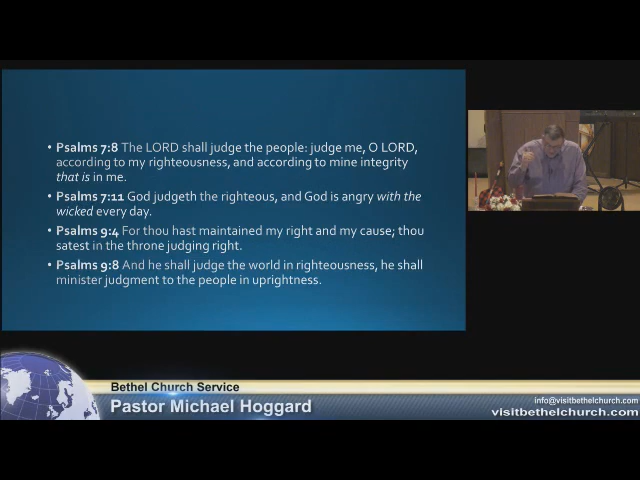 • Psalms 7:8 The LORD shall judge the people: judge me, O LORD,
according to my righteousness, and according to mine integrity
that is in me.
• Psalms 7:11 God judgeth the righteous, and God is angry with the
wicked every day.
• Psalms 9:4 For thou hast maintained my right and my cause; thou
satest in the throne judging right.
• Psalms 9:8 And he shall judge the world in righteousness, he shall
minister judgment to the people in uprightness.
Bethel Church Service
Pastor Michael Hoggard
info@visitbethelchurch.com
visitbethelchurch.com